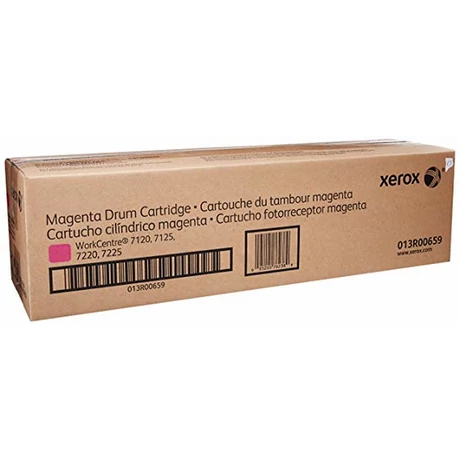 xerox
Magenta Drum Cartridge • Cartouche du tambour magenta
Cartucho cilíndrico magenta • Cartucho fotorreceptor magenta
WorkCentre® 7120, 7125,
7220, 7225
013R00659
013R00659
www.xerox.com